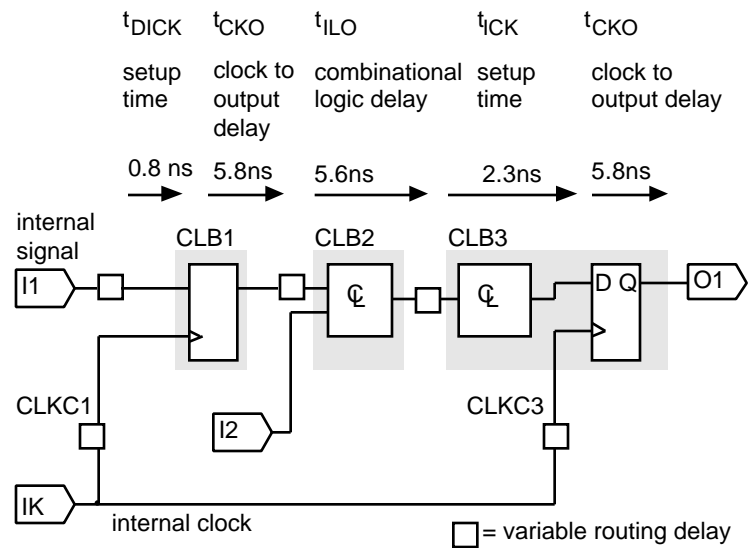 tDICK tCKO tILO tICK tCKO
setup time
clock to output delay
combinational logic delay
setup time
clock to output delay
0.8 ns 5.8ns 5.6ns 2.3ns 5.8ns
internal signal
CLB1 CLB2 CLB3
I1
D Q
O1
CLKC1
I2
CLKC3
IK
internal clock
= variable routing delay